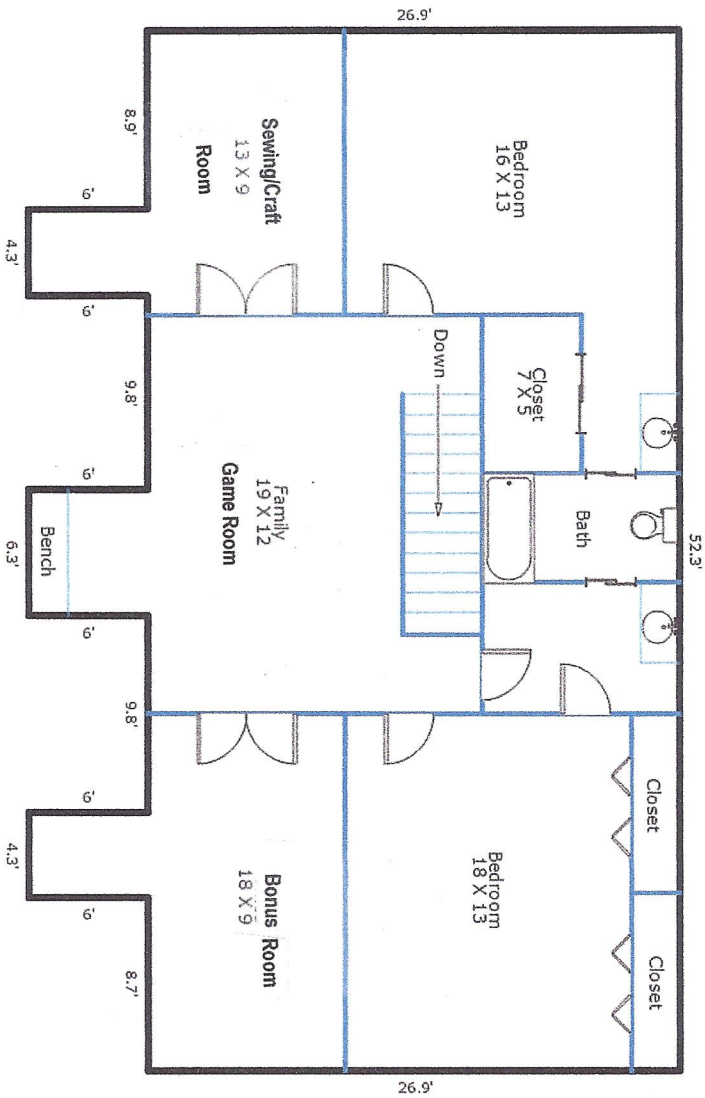 26.9'
52.3'
26.9'
Bedroom
16 X 13
Sewing/Craft
13 X 9
Room
8.9'
6'
4.3'
6'
9.8'
6'
6.3'
6'
9.8'
6'
4.3'
6'
8.7'
Down
Closet
7 X 5
Bath
Family
19 X 12
Game Room
Bench
Closet
Closet
Bedroom
18 X 13
Bonus Room
18 X 9